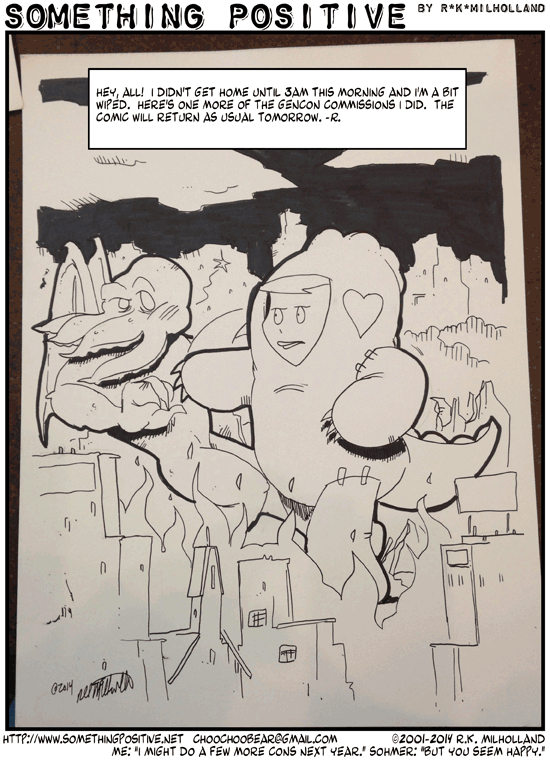 SOMETHING POSITIVE BY R*K*MILHOLLAND
HEY, ALL! I DIDN'T GET HOME UNTIL 3AM THIS MORNING AND I'M A BIT
WIPED. HERE'S ONE MORE OF THE GENCON COMMISSIONS I DID. THE
COMIC WILL RETURN AS USUAL TOMORROW. -R.
©2014
HTTP://WWW.SOMETHINGPOSITIVE.NET CHOOCHOOBEAR@GMAIL.COM ©2001-2014 R.K. MILHOLLAND
ME: "I MIGHT DO A FEW MORE CONS NEXT YEAR." SOHMER: "BUT YOU SEEM HAPPY."